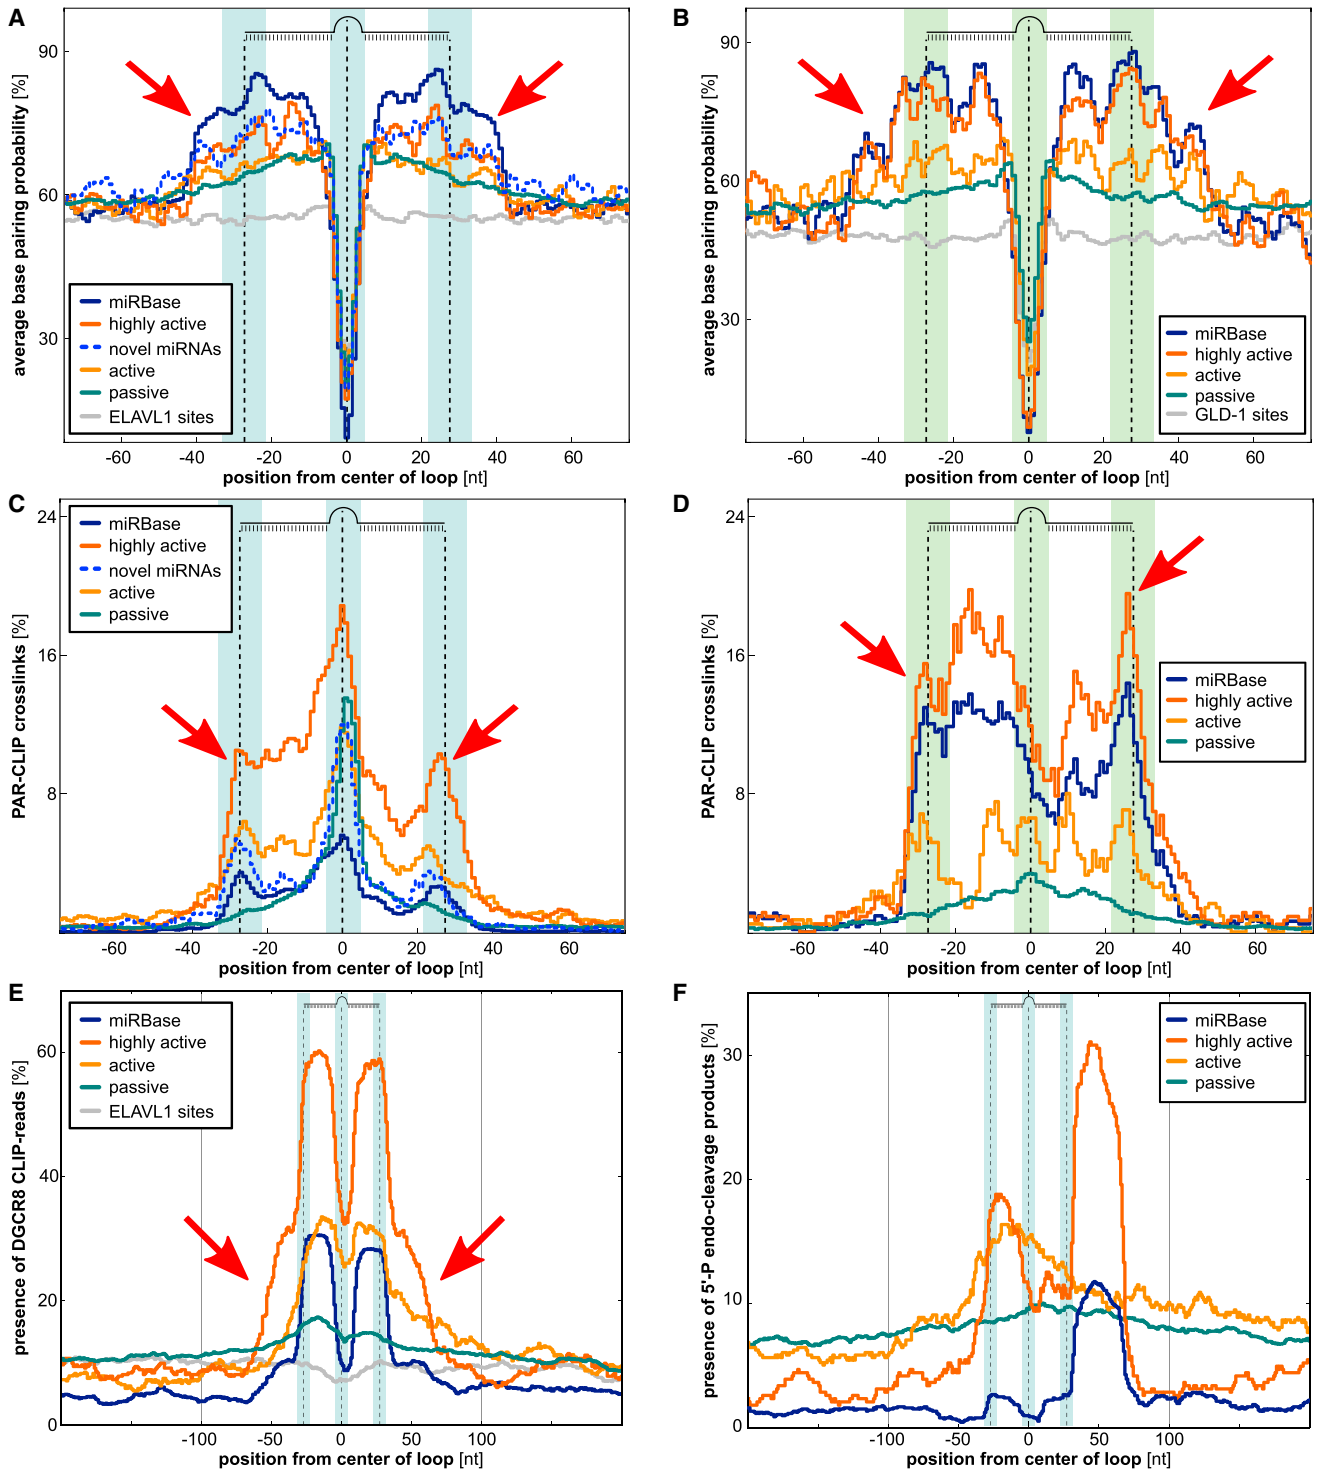 A
average base pairing probability [%]
90
60
30
miRBase
highly active
novel miRNAs
active
passive
ELAVL1 sites
-60 -40 -20 0 20 40 60
position from center of loop [nt]
B
average base pairing probability [%]
90
60
30
miRBase
highly active
active
passive
GLD-1 sites
-60 -40 -20 0 20 40 60
position from center of loop [nt]
C
PAR-CLIP crosslinks [%]
24
16
8
miRBase
highly active
novel miRNAs
active
passive
-60 -40 -20 0 20 40 60
position from center of loop [nt]
D
PAR-CLIP crosslinks [%]
24
16
8
miRBase
highly active
active
passive
-60 -40 -20 0 20 40 60
position from center of loop [nt]
E
presence of DGCR8 CLIP-reads [%]
60
40
20
0
miRBase
highly active
active
passive
ELAVL1 sites
-100 -50 0 50 100
position from center of loop [nt]
F
presence of 5'-P endo-cleavage products [%]
30
20
10
0
miRBase
highly active
active
passive
-100 -50 0 50 100
position from center of loop [nt]